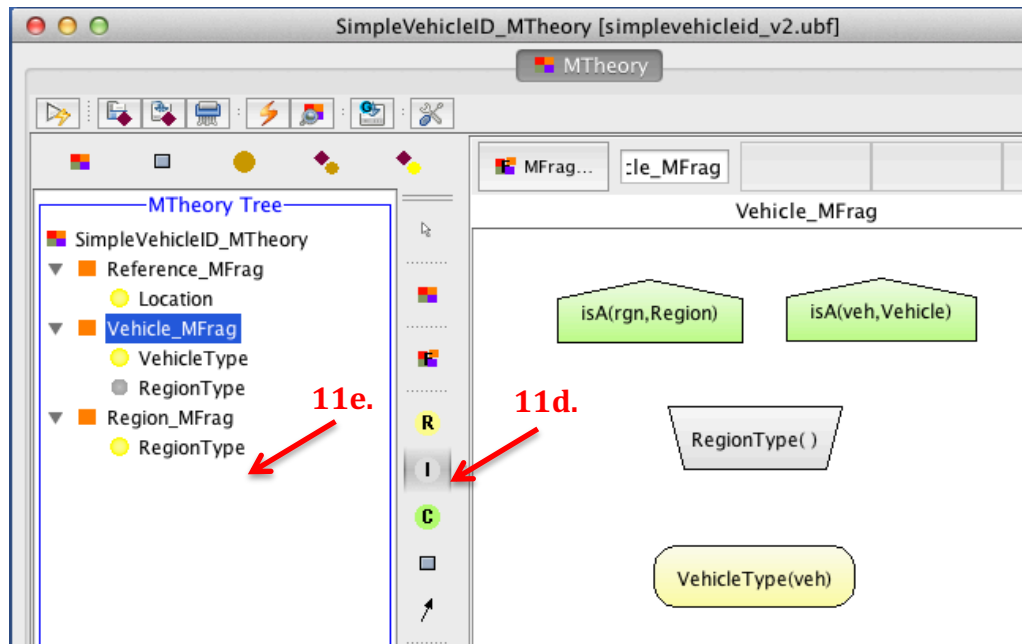 SimpleVehicleID_MTheory [simplevehicleid_v2.ubf]
MTheory
MFrag...
:le_MFrag
MTheory Tree
Vehicle_MFrag
SimpleVehicleID_MTheory
Reference_MFrag
Location
Vehicle_MFrag
VehicleType
RegionType
Region_MFrag
RegionType
11e.
11d.
R
I
C
isA(rgn,Region)
isA(veh,Vehicle)
RegionType( )
VehicleType(veh)